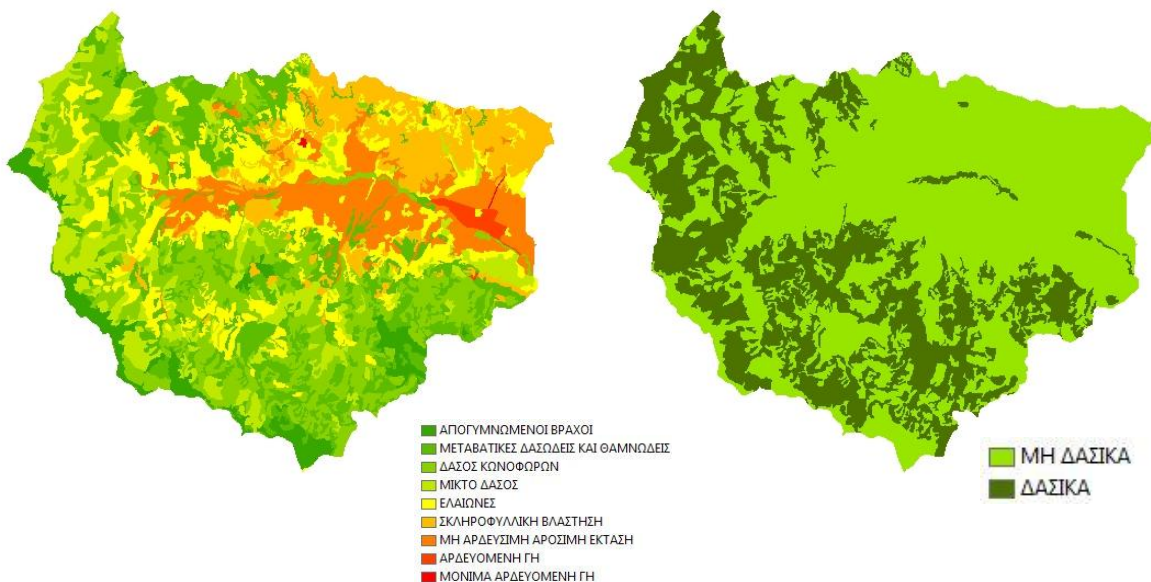 ΑΠΟΓΥΜΝΩΜΕΝΟΙ ΒΡΑΧΟΙ
ΜΕΤΑΒΑΤΙΚΕΣ ΔΑΣΩΔΕΙΣ ΚΑΙ ΘΑΜΝΩΔΕΙΣ
ΔΑΣΟΣ ΚΩΝΟΦΩΡΩΝ
ΜΙΚΤΟ ΔΑΣΟΣ
ΕΛΑΙΩΝΕΣ
ΣΚΛΗΡΟΦΥΛΛΙΚΗ ΒΛΑΣΤΗΣΗ
ΜΗ ΑΡΔΕΥΣΙΜΗ ΑΡΟΣΙΜΗ ΕΚΤΑΣΗ
ΑΡΔΕΥΟΜΕΝΗ ΓΗ
ΜΟΝΙΜΑ ΑΡΔΕΥΟΜΕΝΗ ΓΗ
ΜΗ ΔΑΣΙΚΑ
ΔΑΣΙΚΑ